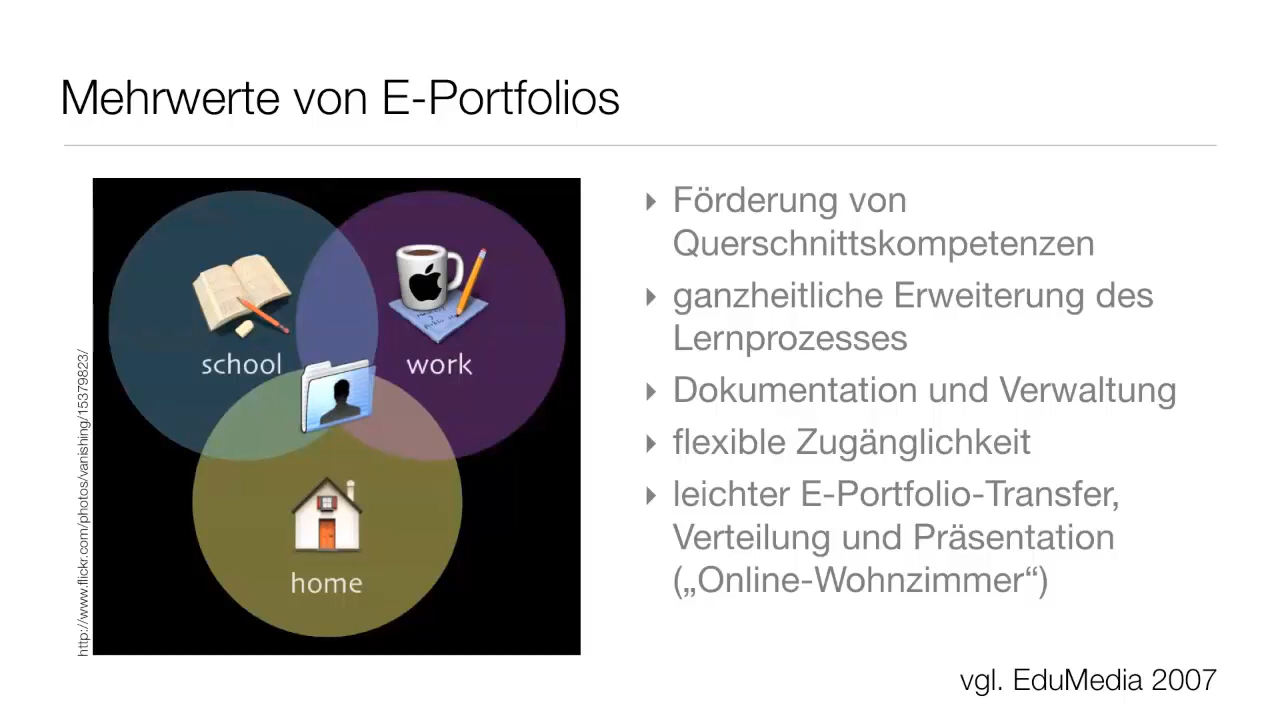 Mehrwerte von E-Portfolios
http://www.flickr.com/photos/vanishing/15379823/
school
work
home
Förderung von
Querschnittskompetenzen
ganzheitliche Erweiterung des
Lernprozesses
Dokumentation und Verwaltung
flexible Zugänglichkeit
leichter E-Portfolio-Transfer,
Verteilung und Präsentation
(„Online-Wohnzimmer“)
vgl. EduMedia 2007